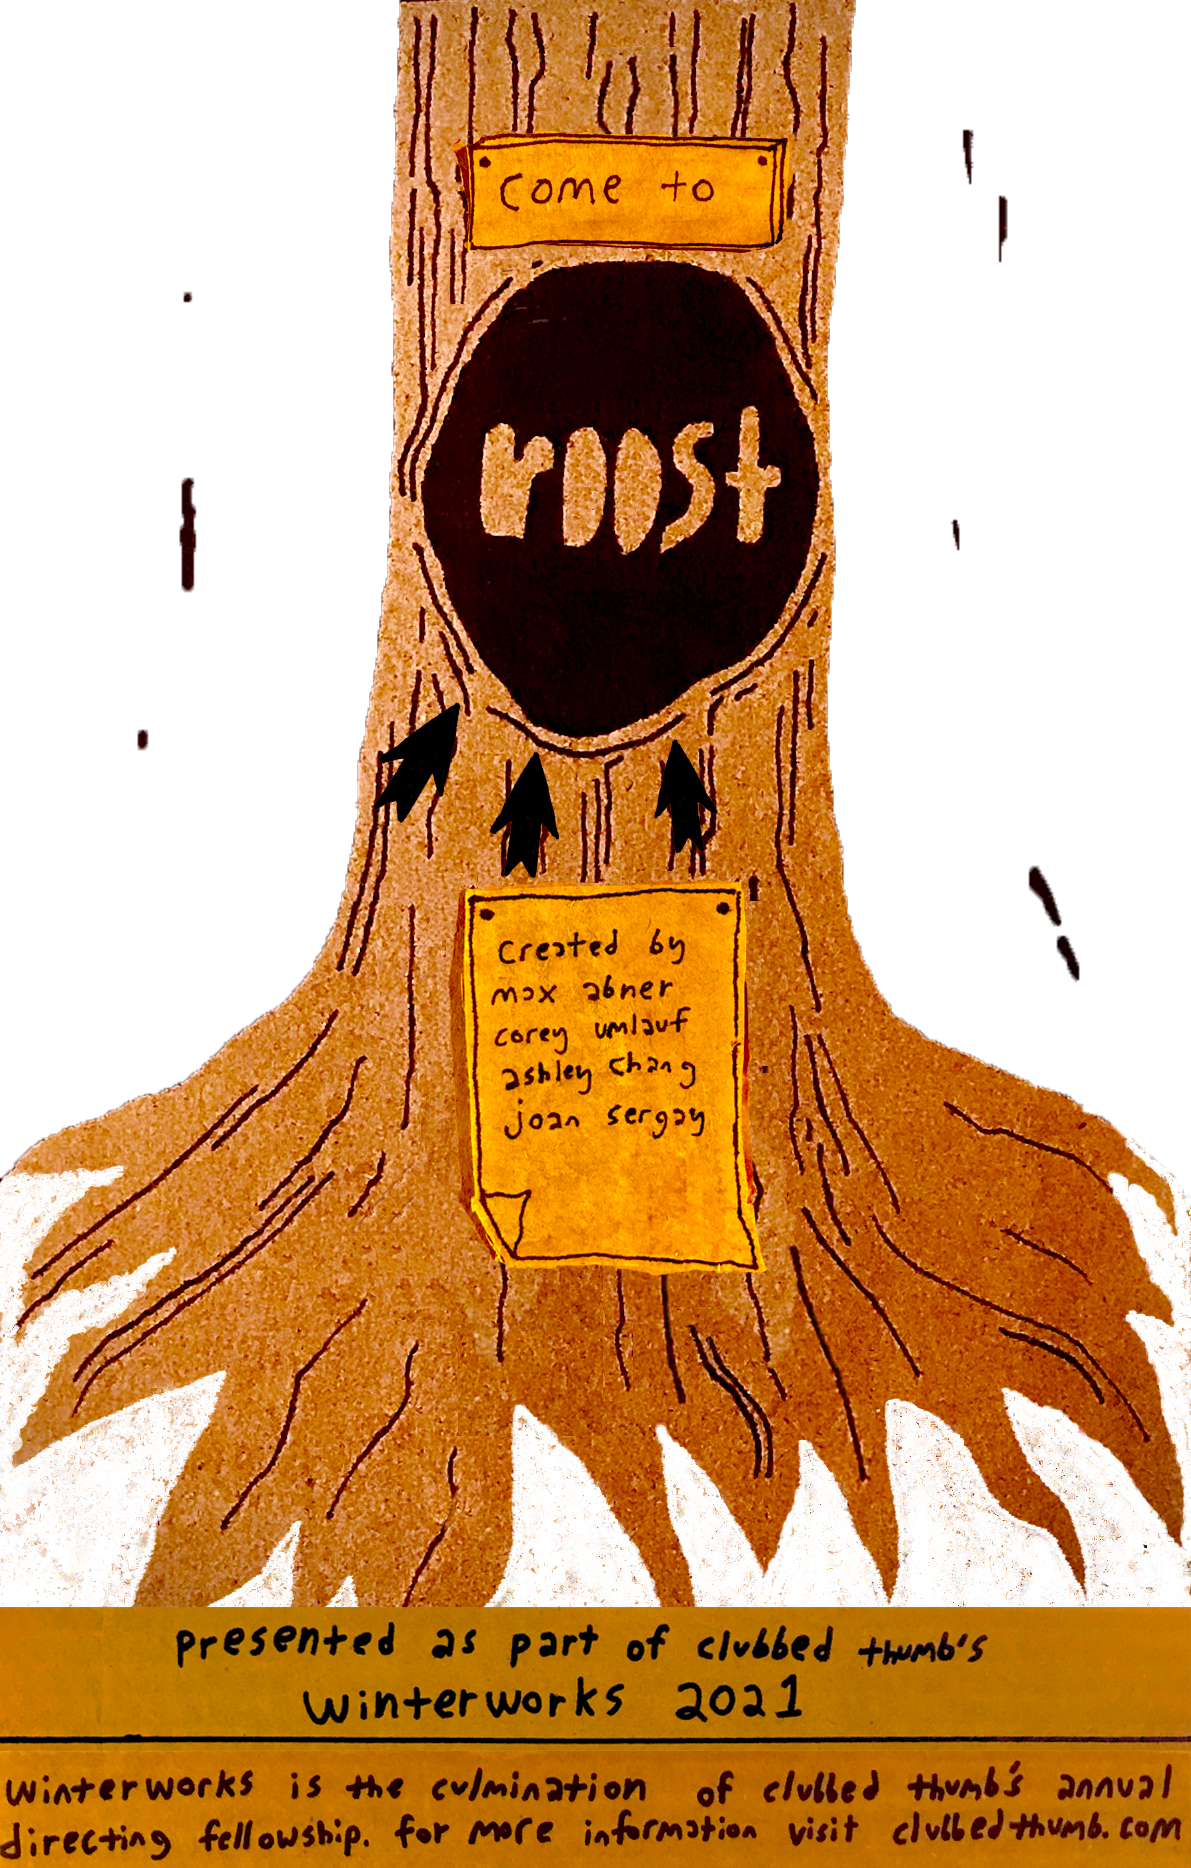 come to
roost
created by
max abner
corey umlauf
ashley chang
joan sergay
presented as part of clubbed thumb's
winterworks 2021
winterworks is the culmination of clubbed thumb's annual
directing fellowship. for more information visit clubbedthumb.com